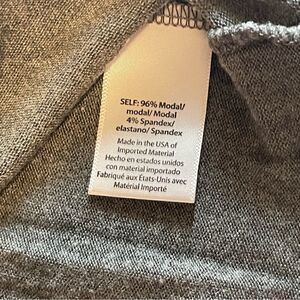 SELF: 96% Modal/
modal/ Modal
4% Spandex/
elastano/ Spandex
Made in the USA of
Imported Material
Hecho en estados unidos
con material importado
Fabriqué aux États-Unis avec
Matérial Importé